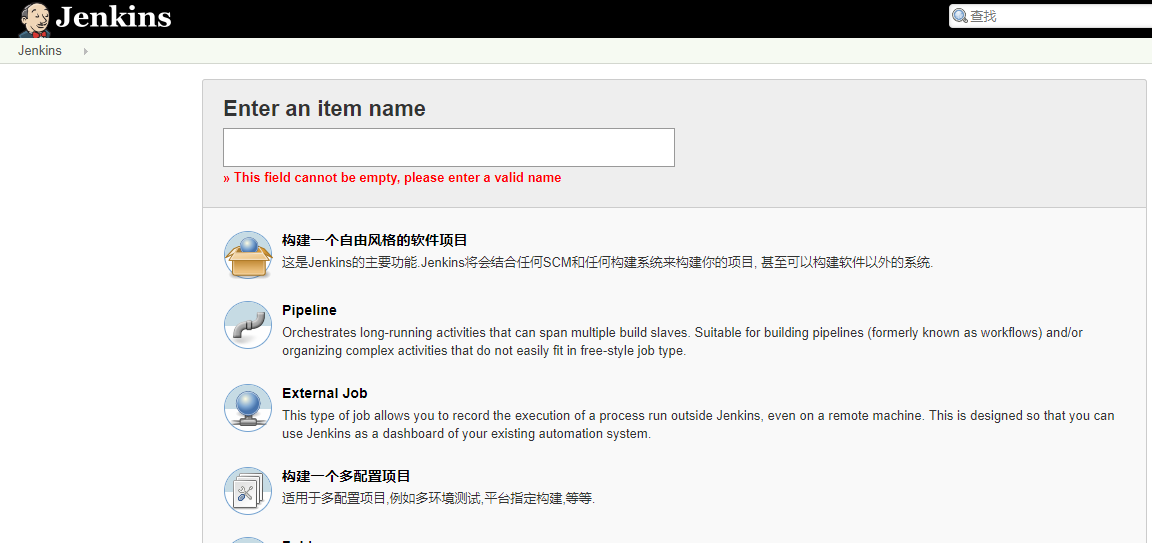 Jenkins
查找
Jenkins
Enter an item name
» This field cannot be empty, please enter a valid name
构建一个自由风格的软件项目
这是Jenkins的主要功能.Jenkins将会结合任何SCM和任何构建系统来构建你的项目, 甚至可以构建软件以外的系统.
Pipeline
Orchestrates long-running activities that can span multiple build slaves. Suitable for building pipelines (formerly known as workflows) and/or
organizing complex activities that do not easily fit in free-style job type.
External Job
This type of job allows you to record the execution of a process run outside Jenkins, even on a remote machine. This is designed so that you can
use Jenkins as a dashboard of your existing automation system.
构建一个多配置项目
适用于多配置项目,例如多环境测试,平台指定构建,等等.